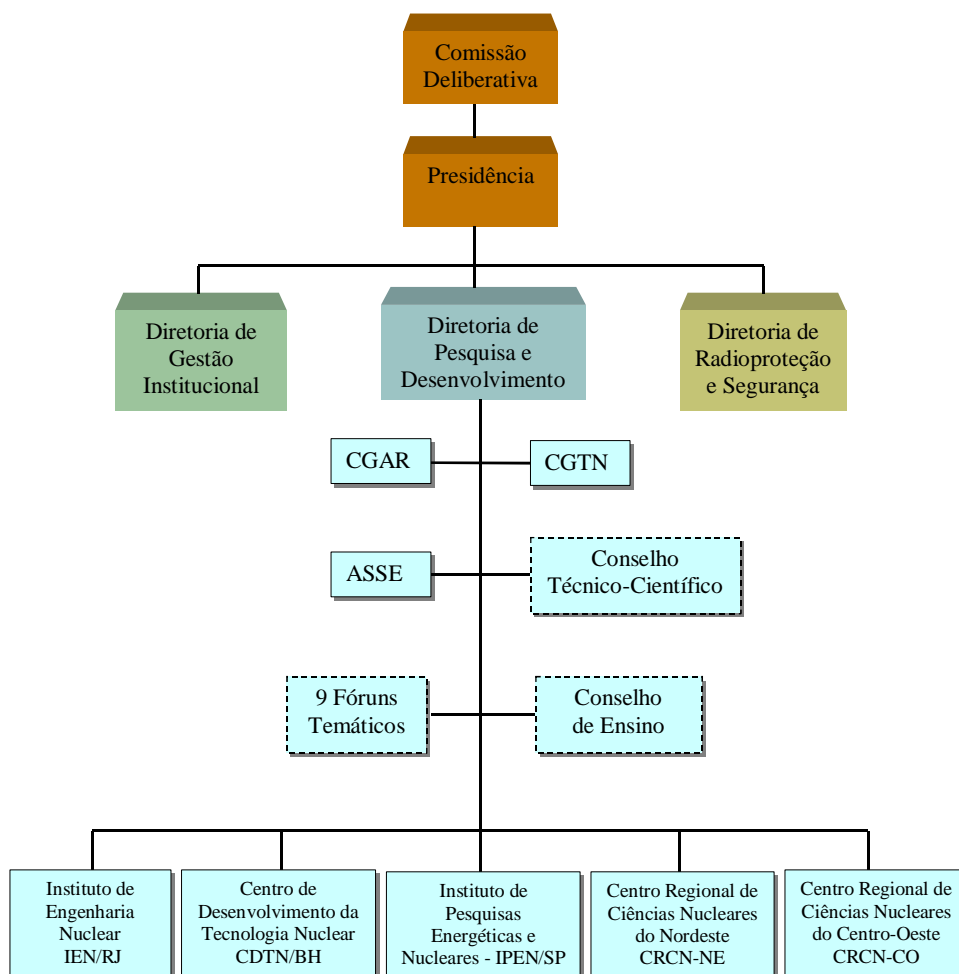 Comissão
Deliberativa
Presidência
Diretoria de
Gestão
Institucional
Diretoria de
Pesquisa e
Desenvolvimento
Diretoria de
Radioproteção
e Segurança
CGAR
CGTN
ASSE
Conselho
Técnico-Científico
9 Fóruns
Temáticos
Conselho
de Ensino
Instituto de
Engenharia
Nuclear
IEN/RJ
Centro de
Desenvolvimento da
Tecnologia Nuclear
CDTN/BH
Instituto de
Pesquisas
Energéticas e
Nucleares - IPEN/SP
Centro Regional de
Ciências Nucleares
do Nordeste
CRCN-NE
Centro Regional de
Ciências Nucleares
do Centro-Oeste
CRCN-CO